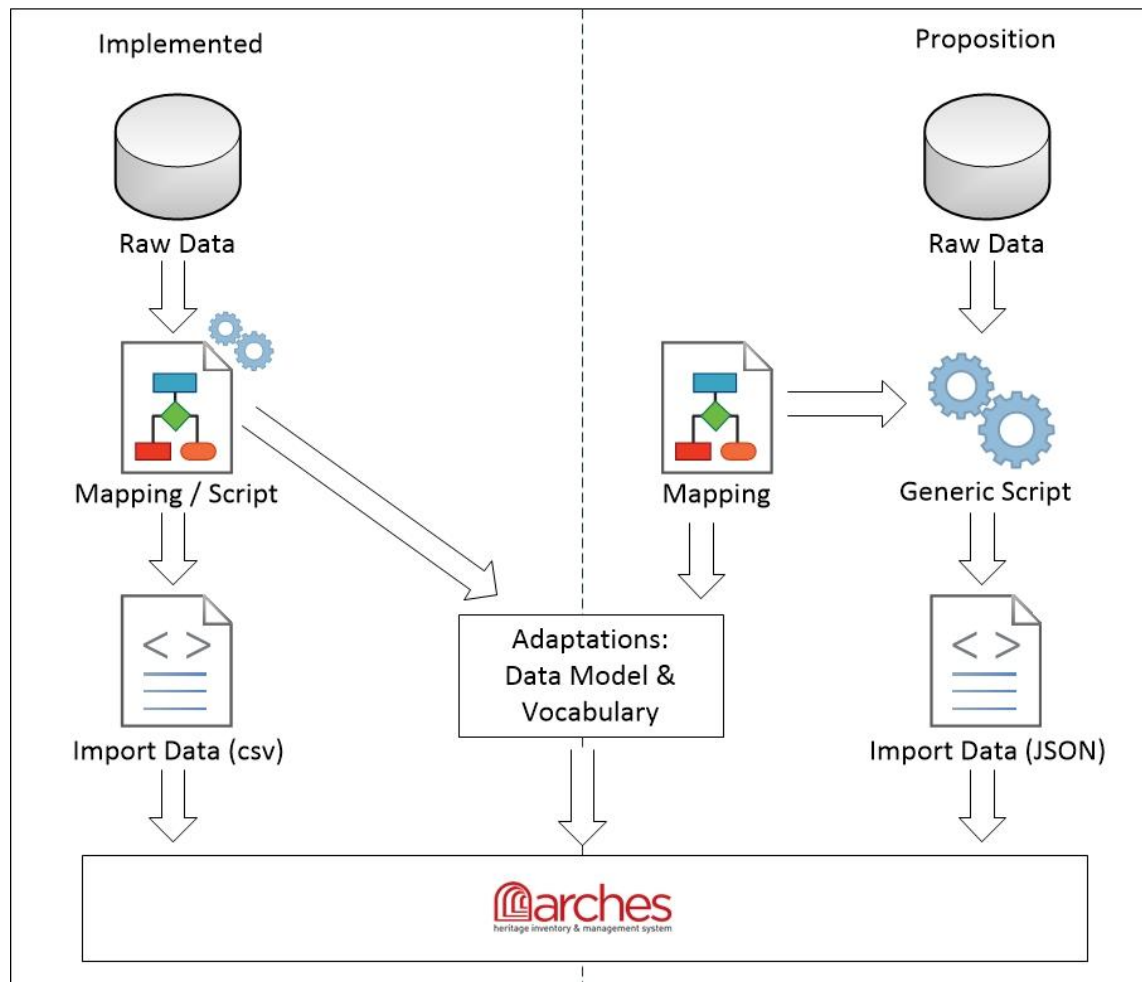 Implemented
Proposition
Raw Data
Raw Data
Mapping / Script
Mapping
Generic Script
< >
< >
Adaptations:
Data Model &
Vocabulary
Import Data (csv)
Import Data (JSON)
arches
heritage inventory & management system